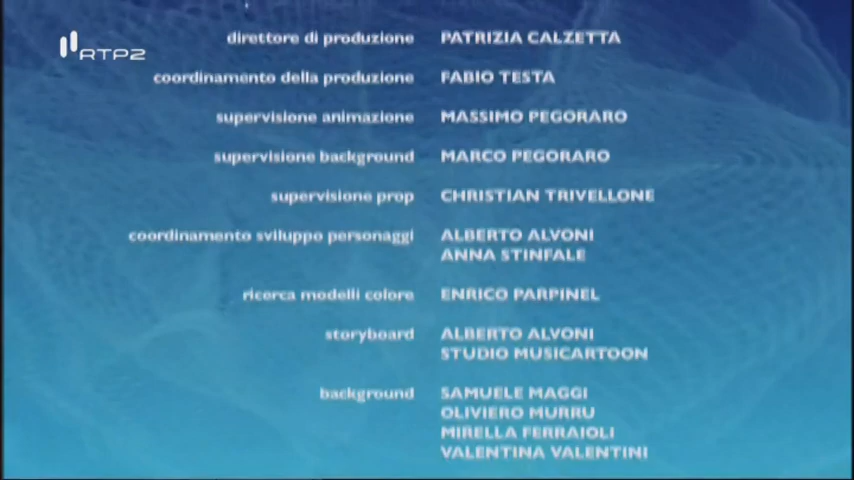 direttore di produzione PATRIZIA CALZETTA
RTP2
coordinamento della produzione FABIO TESTA
supervisione animazione MASSIMO PEGORARO
supervisione background MARCO PEGORARO
supervisione prop CHRISTIAN TRIVELLONE
coordinamento sviluppo personaggi ALBERTO ALVONI
ANNA STINFALE
ricerca modelli colore ENRICO PARPINEL
storyboard ALBERTO ALVONI
STUDIO MUSICARTOON
background SAMUELE MAGGI
OLIVIERO MURRU
MIRELLA FERRAIOLI
VALENTINA VALENTINI